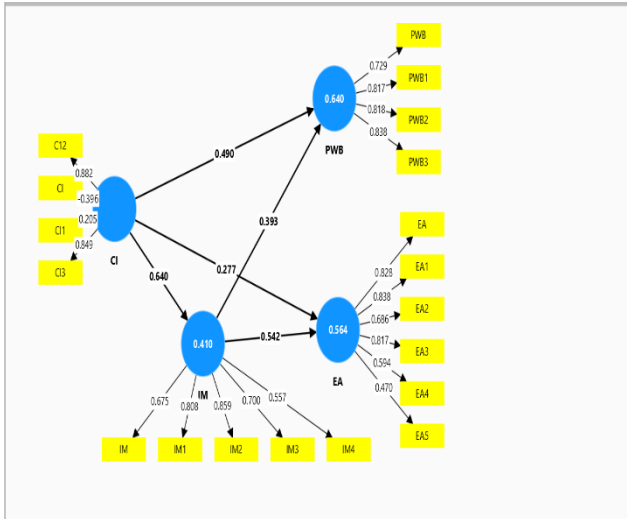 PWB
0.729
PWB1
0.817
0.640
0.818
PWB2
0.838
PWB
PWB3
C12
0.882
CI
-0.396
0.205
CI1
0.849
CI3
CI
0.490
0.393
0.640
0.277
0.542
0.410
IM
EA
0.828
EA1
0.838
EA2
0.686
0.564
0.817
EA3
0.594
EA4
0.470
EA
EA5
0.675
0.808
0.859
0.700
0.557
IM
IM1
IM2
IM3
IM4